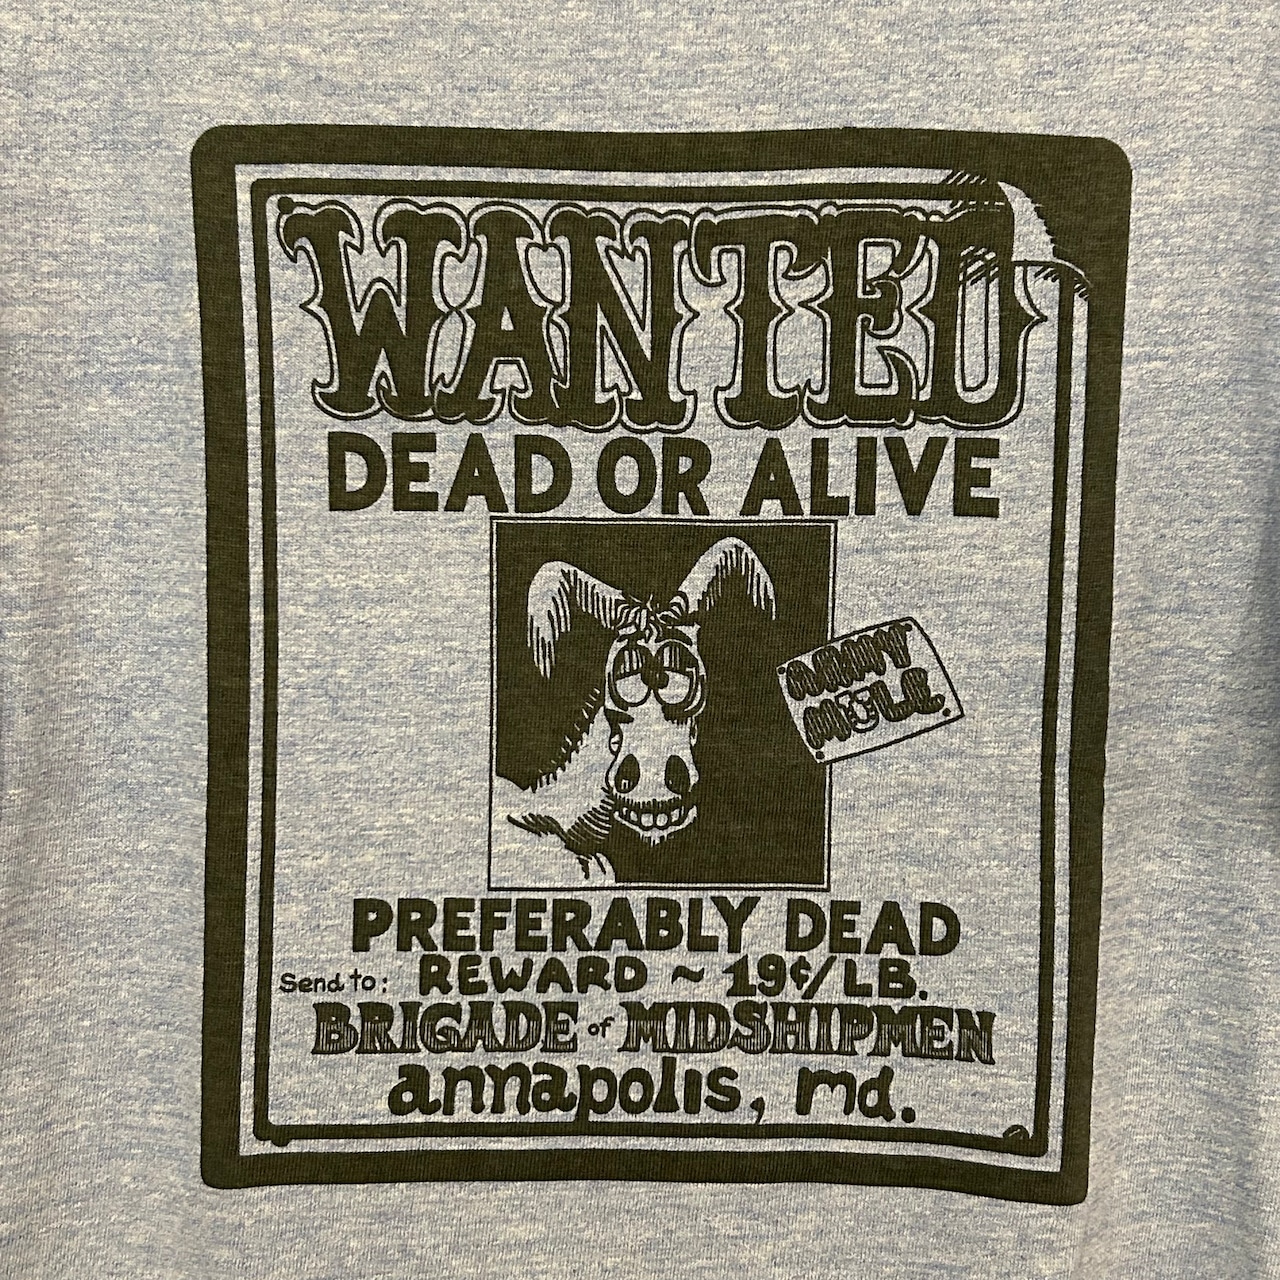 WANTED
DEAD OR ALIVE
ARMY
MULE
PREFERABLY DEAD
REWARD ~ 19¢/LB.
Send to:
BRIGADE of MIDSHIPMEN
annapolis, md.